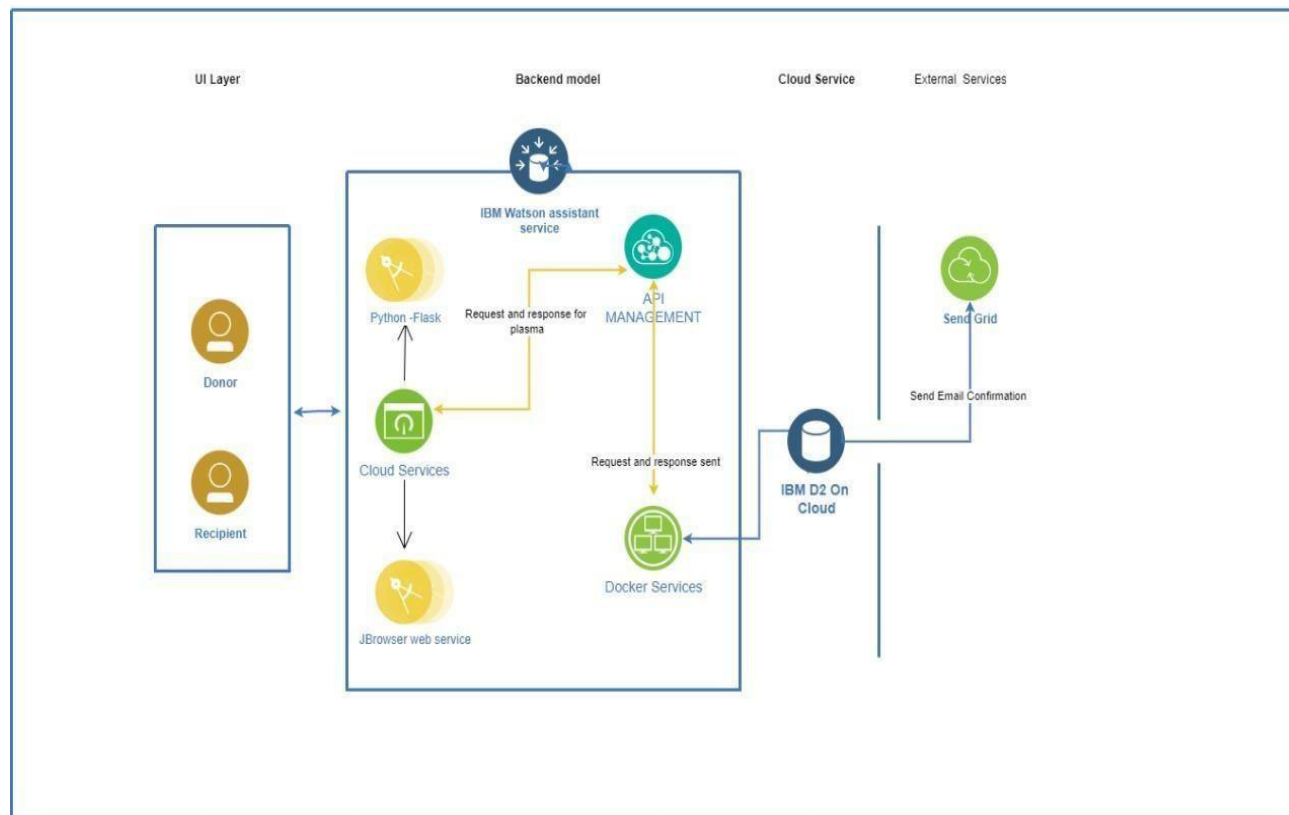 UI Layer
Backend model
Cloud Service
External Services
IBM Watson assistant
service
Python -Flask
Request and response for
plasma
API
MANAGEMENT
Send Grid
Donor
Send Email Confirmation
Cloud Services
Request and response sent
IBM D2 On
Cloud
Recipient
Docker Services
JBrowser web service